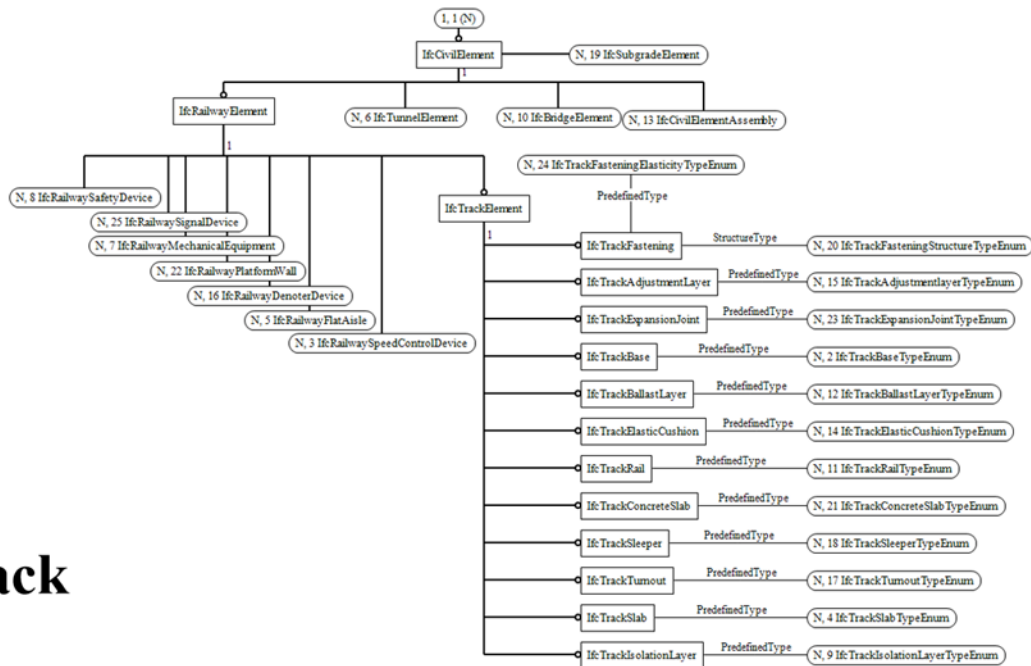 1, 1 (N)
IfcCivilElement
N, 19 IfcSubgradeElement
1
IfcRailwayElement
N, 6 IfcTunnelElement
N, 10 IfcBridgeElement
N, 13 IfcCivilElementAssembly
1
N, 24 IfcTrackFasteningElasticityTypeEnum
PredefinedType
N, 8 IfcRailwaySafetyDevice
IfcTrackElement
N, 25 IfcRailwaySignalDevice
1
N, 7 IfcRailwayMechanicalEquipment
IfcTrackFastening
StructureType
N, 20 IfcTrackFasteningStructureTypeEnum
N, 22 IfcRailwayPlatformWall
IfcTrackAdjustmentLayer
PredefinedType
N, 15 IfcTrackAdjustmentlayerTypeEnum
N, 16 IfcRailwayDenoterDevice
N, 5 IfcRailwayFlatAisle
IfcTrackExpansionJoint
PredefinedType
N, 23 IfcTrackExpansionJointTypeEnum
N, 3 IfcRailwaySpeedControlDevice
IfcTrackBase
PredefinedType
N, 2 IfcTrackBaseTypeEnum
IfcTrackBallastLayer
PredefinedType
N, 12 IfcTrackBallastLayerTypeEnum
IfcTrackElasticCushion
PredefinedType
N, 14 IfcTrackElasticCushionTypeEnum
IfcTrackRail
PredefinedType
N, 11 IfcTrackRailTypeEnum
IfcTrackConcreteSlab
PredefinedType
N, 21 IfcTrackConcreteSlabTypeEnum
IfcTrackSleeper
PredefinedType
N, 18 IfcTrackSleeperTypeEnum
ack
IfcTrackTurnout
PredefinedType
N, 17 IfcTrackTurnoutTypeEnum
IfcTrackSlab
PredefinedType
N, 4 IfcTrackSlabTypeEnum
IfcTrackIsolationLayer
PredefinedType
N, 9 IfcTrackIsolationLayerTypeEnum